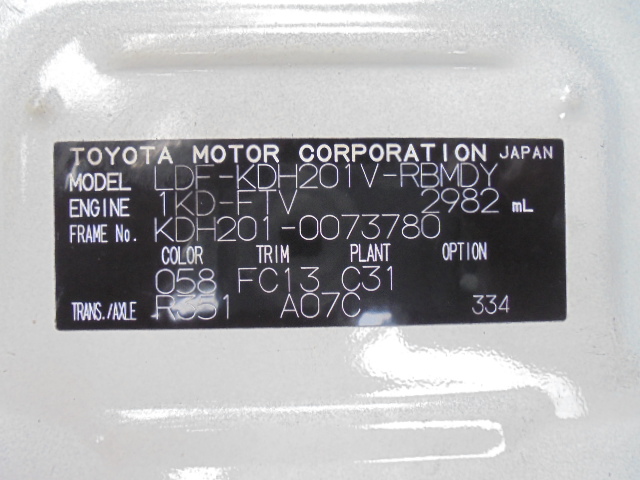 TOYOTA MOTOR CORPORATION JAPAN
MODEL LDF-KDH201V-RBMDY
ENGINE 1KD-FTV 2982 mL
FRAME No. KDH201-0073780
COLOR TRIM PLANT OPTION
058 FC13 C31
TRANS./AXLE R351 A07C 334